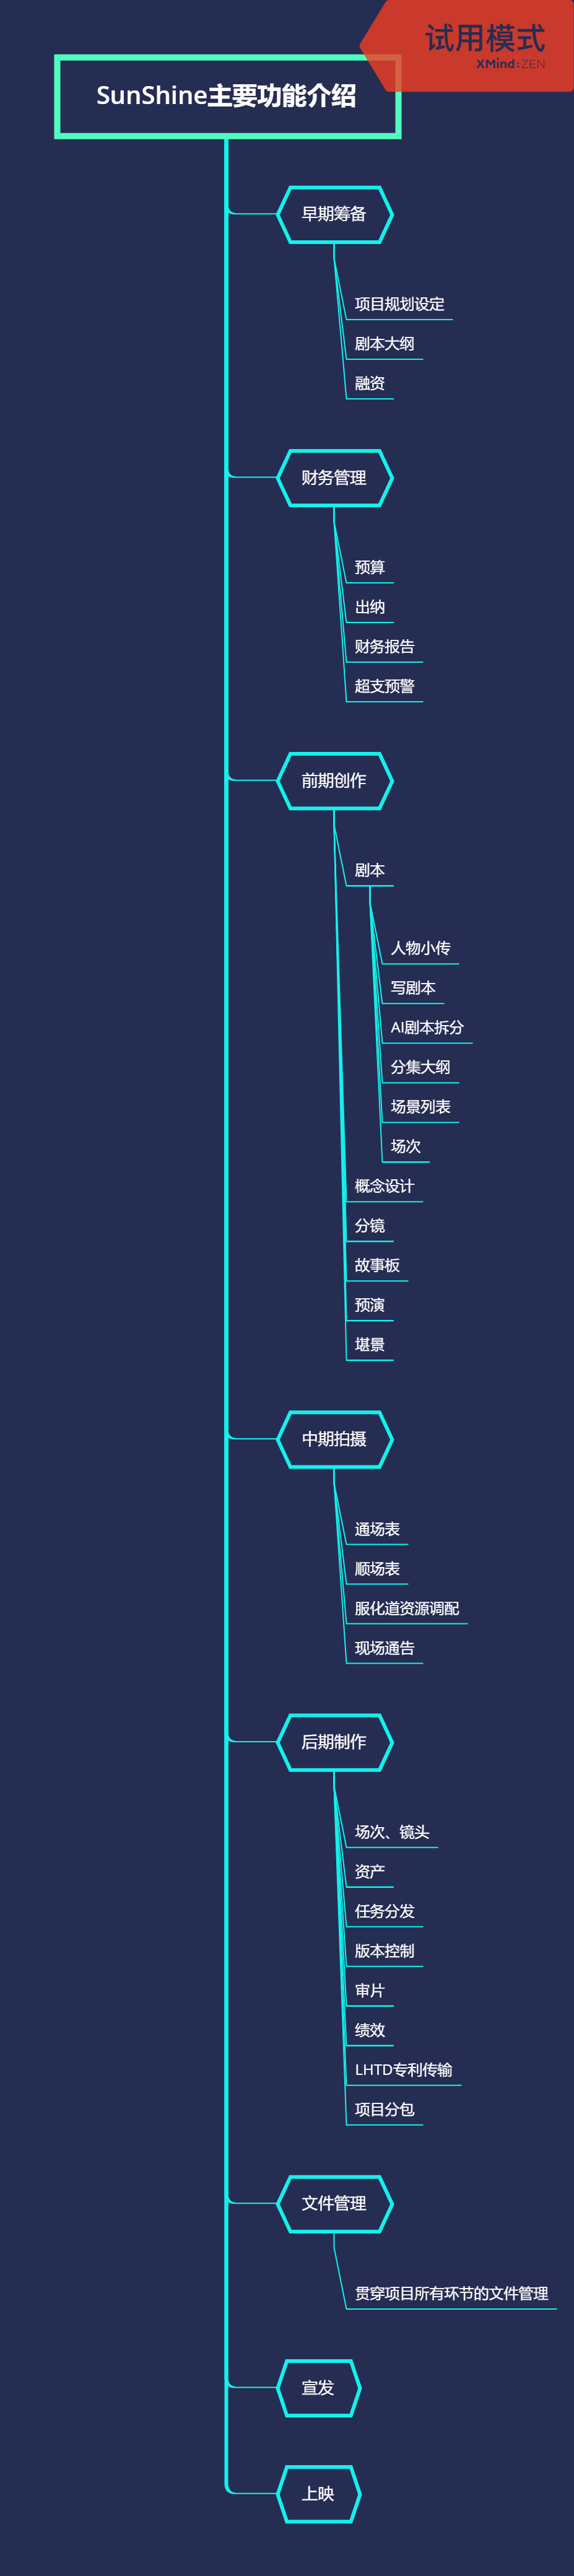 试用模式
XMind:ZEN
SunShine主要功能介绍
早期筹备
项目规划设定
剧本大纲
融资
财务管理
预算
出纳
财务报告
超支预警
前期创作
剧本
人物小传
写剧本
AI剧本拆分
分集大纲
场景列表
场次
概念设计
分镜
故事板
预演
堪景
中期拍摄
通场表
顺场表
服化道资源调配
现场通告
后期制作
场次、镜头
资产
任务分发
版本控制
审片
绩效
LHTD专利传输
项目分包
文件管理
贯穿项目所有环节的文件管理
宣发
上映